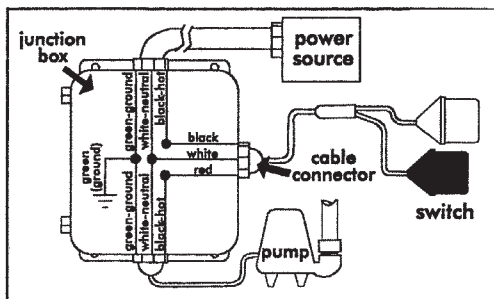 junction
box
power
source
green-ground
white-neutral
black-hot
black
white
red
green
(ground)
cable
connector
switch
green-ground
white-neutral
black-hot
pump